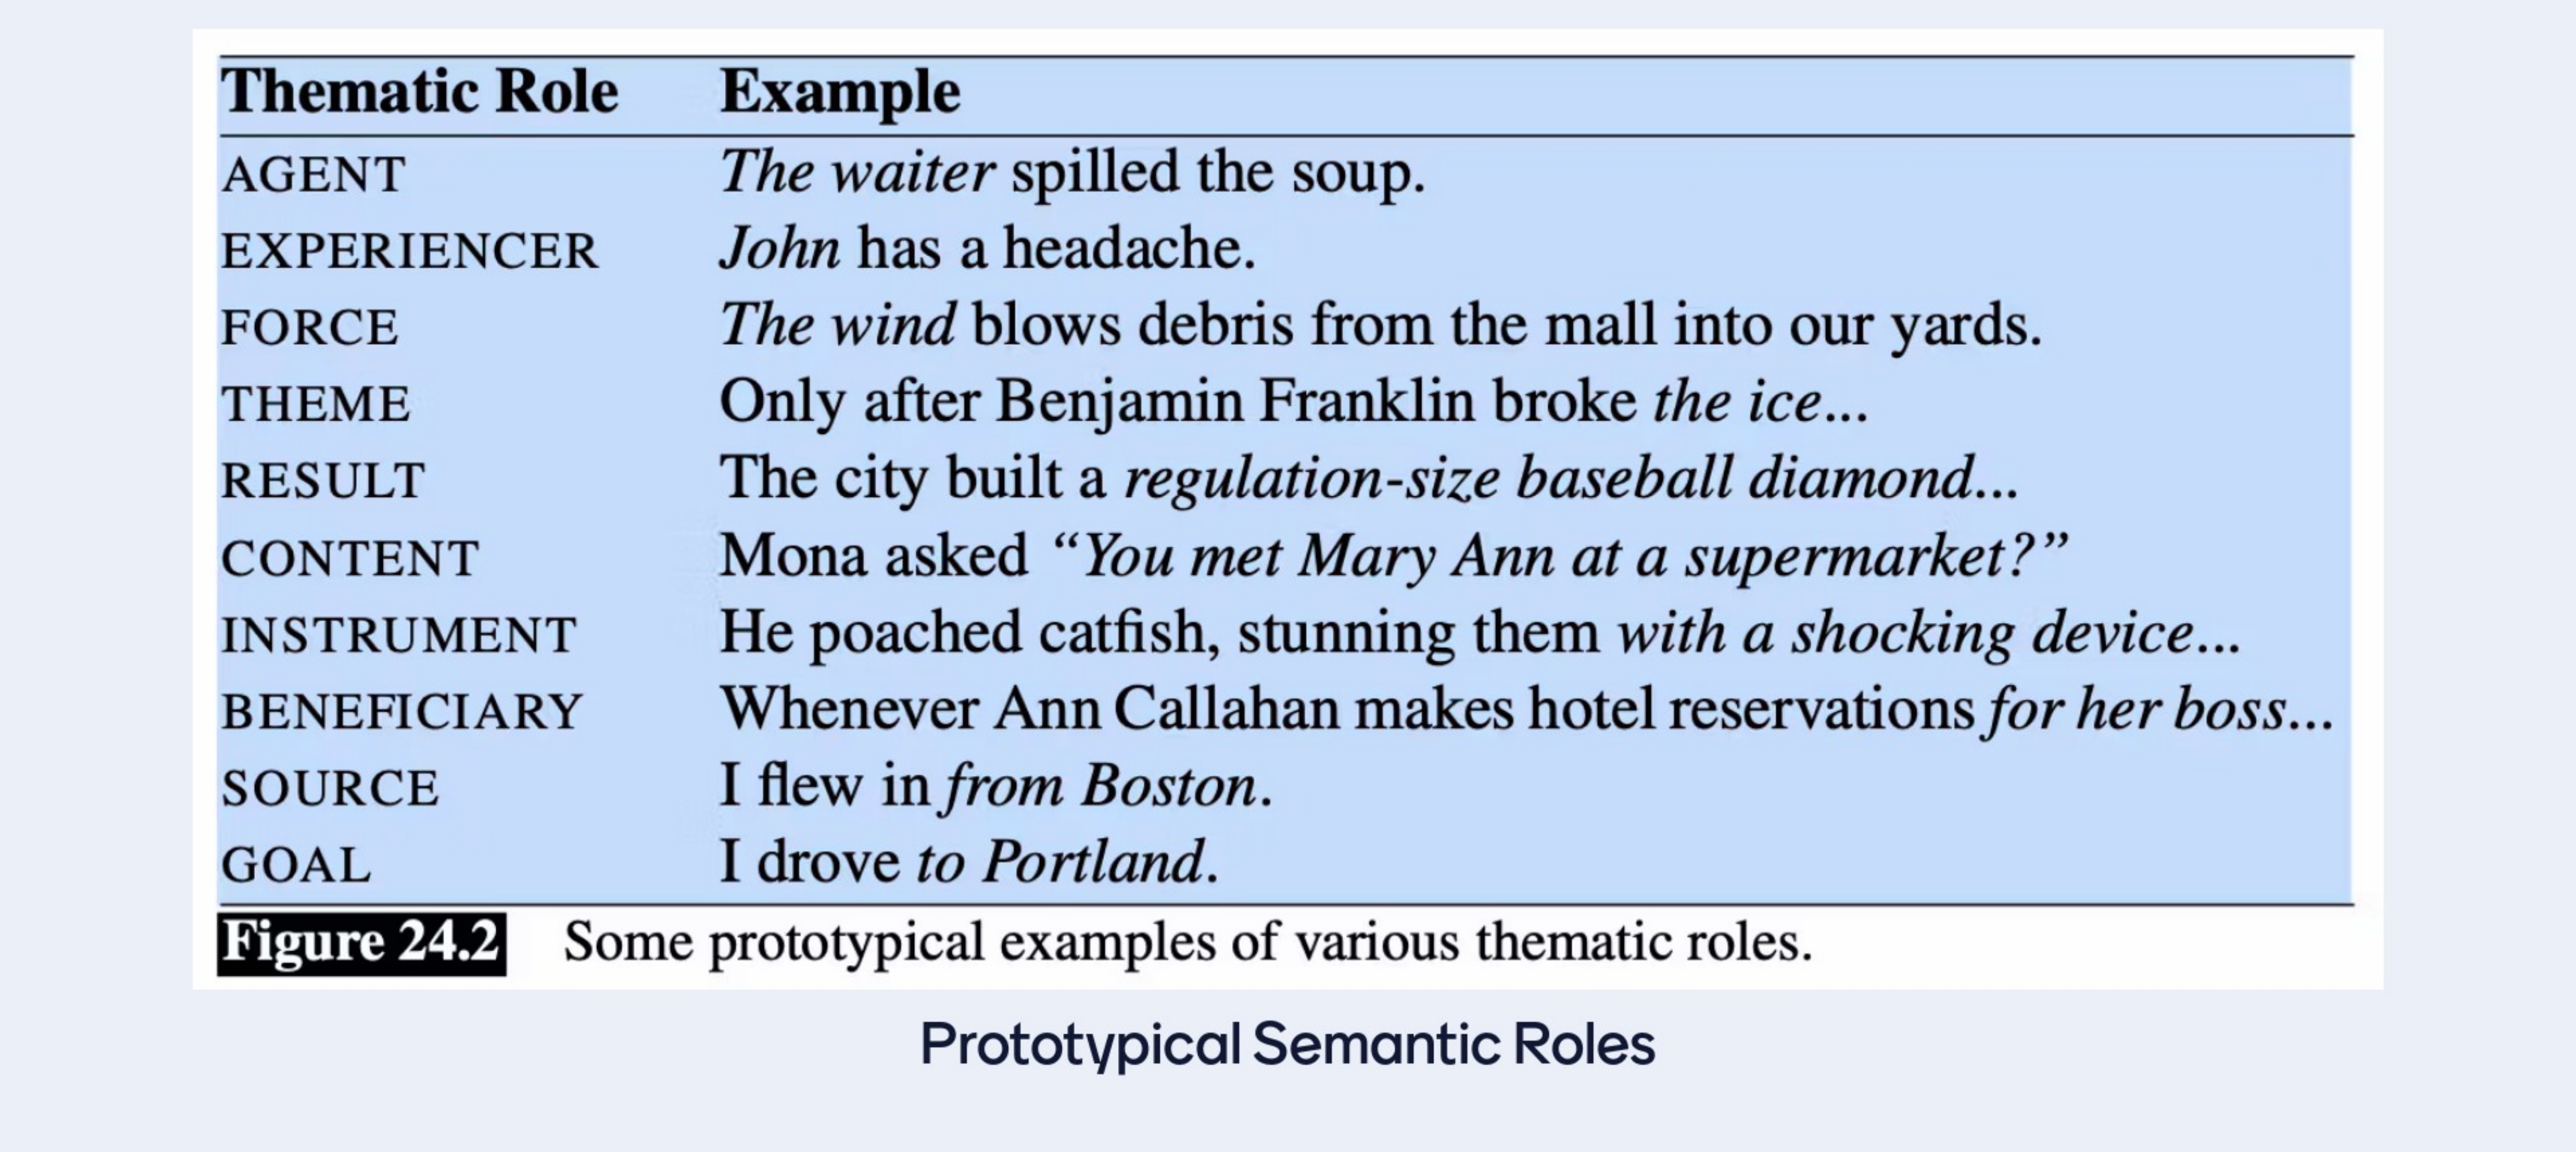 Thematic Role Example
AGENT The waiter spilled the soup.
EXPERIENCER John has a headache.
FORCE The wind blows debris from the mall into our yards.
THEME Only after Benjamin Franklin broke the ice...
RESULT The city built a regulation-size baseball diamond...
CONTENT Mona asked “You met Mary Ann at a supermarket?”
INSTRUMENT He poached catfish, stunning them with a shocking device...
BENEFICIARY Whenever Ann Callahan makes hotel reservations for her boss...
SOURCE I flew in from Boston.
GOAL I drove to Portland.
Figure 24.2 Some prototypical examples of various thematic roles.
Prototypical Semantic Roles